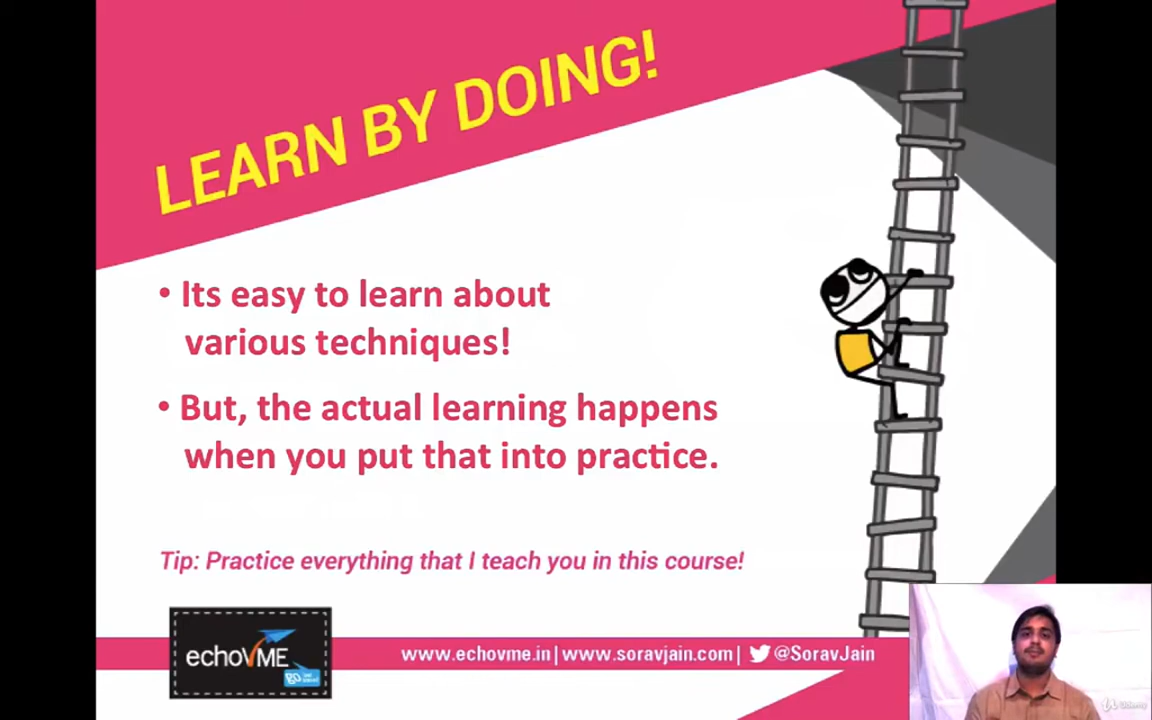 LEARN BY DOING!
• Its easy to learn about
various techniques!
• But, the actual learning happens
when you put that into practice.
Tip: Practice everything that I teach you in this course!
echoVME
www.echovme.in|www.soravjain.com| @SoravJain
Udemy